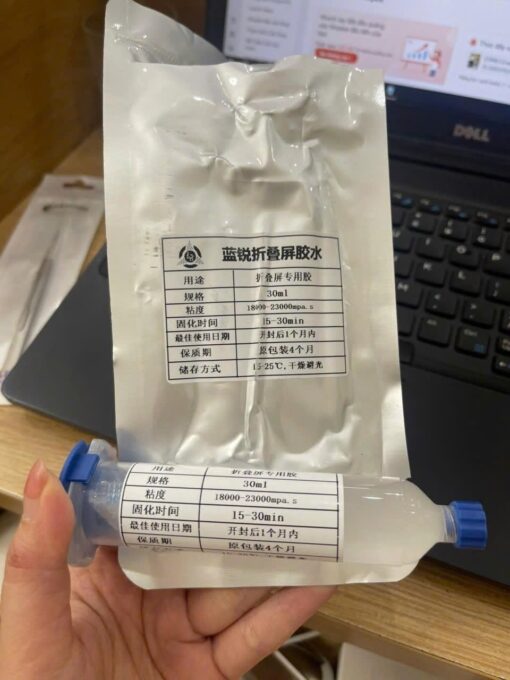 DELL
蓝锐折叠屏胶水
用途 折叠屏专用胶
规格 30ml
粘度 18000-23000mpa.s
固化时间 15-30min
最佳使用日期 开封后1个月内
保质期 原包装4个月
储存方式 15-25℃,干燥避光
用途 折叠屏专用胶
规格 30ml
粘度 18000-23000mpa.s
固化时间 15-30min
最佳使用日期 开封后1个月内
保质期 原包装4个月